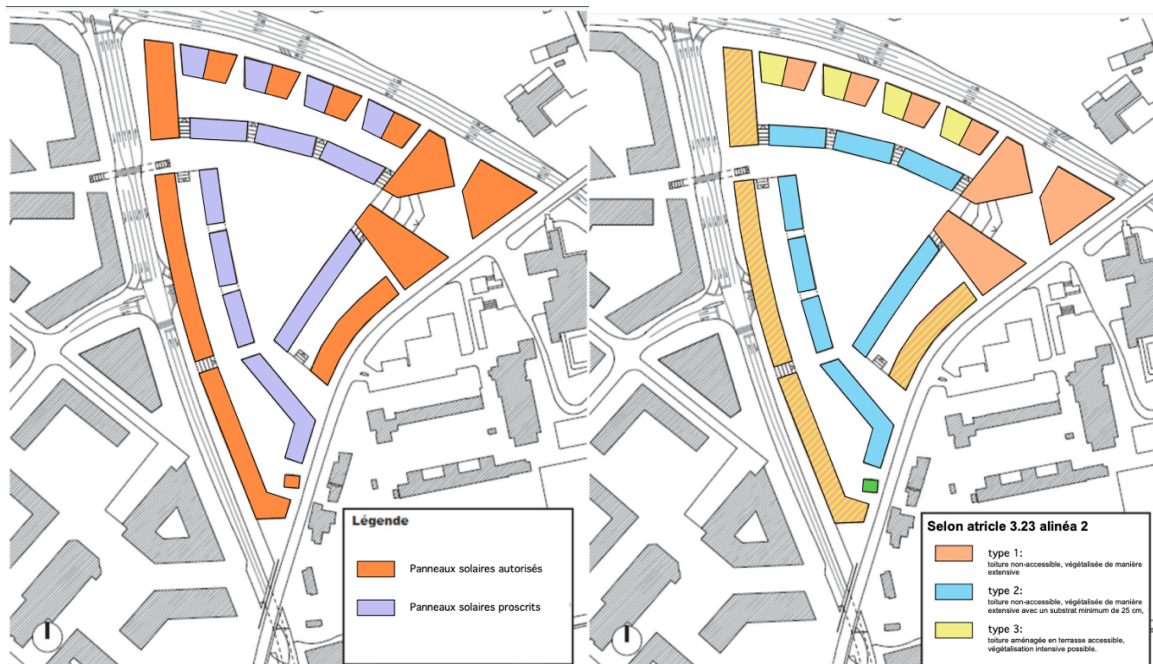 Légende
Panneaux solaires autorisés
Panneaux solaires proscrits
Selon atricle 3.23 alinéa 2
type 1:
toiture non-accessible, végétalisée de manière
extensive
type 2:
toiture non-accessible, végétalisée de manière
extensive avec un substrat minimum de 25 cm,
type 3:
toiture aménagée en terrasse accessible,
végétalisation intensive possible.